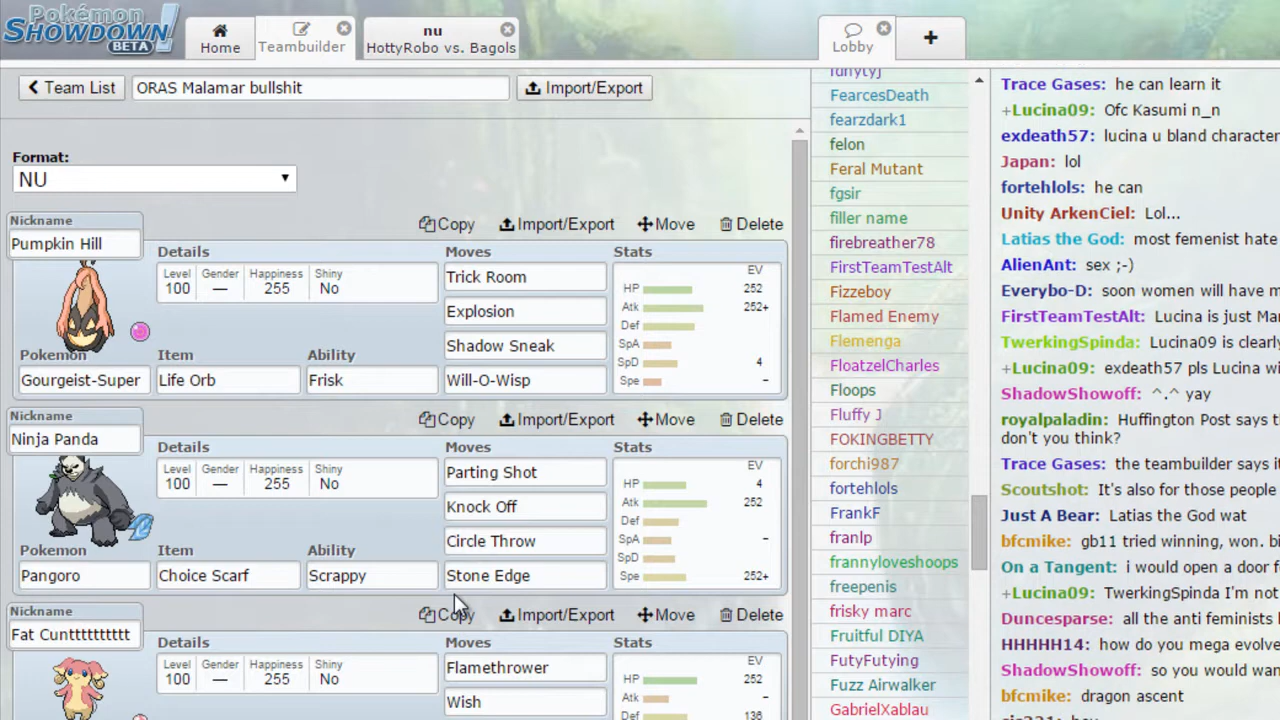 Pokémon
SHOWDOWN!
BETA
Home
Teambuilder
nu
HottyRobo vs. Bagols
Lobby
+
Team List
ORAS Malamar bullshit
Import/Export
Format:
NU
Nickname
Pumpkin Hill
Copy Import/Export Move Delete
Details Moves Stats
Level Gender Happiness Shiny
100 — 255 No
Trick Room
Explosion
Shadow Sneak
Will-O-Wisp
EV
HP 252
Atk 252+
Def
SpA
SpD 4
Spe –
Pokémon Item Ability
Gourgeist-Super Life Orb Frisk
Nickname
Ninja Panda
Copy Import/Export Move Delete
Details Moves Stats
Level Gender Happiness Shiny
100 — 255 No
Parting Shot
Knock Off
Circle Throw
Stone Edge
EV
HP 4
Atk 252
Def
SpA –
SpD
Spe 252+
Pokemon Item Ability
Pangoro Choice Scarf Scrappy
Nickname
Fat Cunttttttttttt
Copy Import/Export Move Delete
Details Moves Stats
Level Gender Happiness Shiny
100 — 255 No
Flamethrower
Wish
EV
HP 252
Atk –
Def 136
FearcesDeath
fearzdark1
felon
Feral Mutant
fgsir
filler name
firebreather78
FirstTeamTestAlt
Fizzeboy
Flamed Enemy
Flemenga
FloatzelCharles
Floops
Fluffy J
FOKINGBETTY
forchi987
fortehlols
FrankF
franlp
frannyloveshoops
freepenis
frisky marc
Fruitful DIYA
FutyFutying
Fuzz Airwalker
GabrielXablau
Trace Gases: he can learn it
+Lucina09: Ofc Kasumi n_n
exdeath57: lucina u bland character
Japan: lol
fortehlols: he can
Unity ArkenCiel: Lol...
Latias the God: most femenist hate
AlienAnt: sex ;-)
Everybo-D: soon women will have m
FirstTeamTestAlt: Lucina is just Mar
TwerkingSpinda: Lucina09 is clearly
+Lucina09: exdeath57 pls Lucina wi
ShadowShowoff: ^.^ yay
royalpaladin: Huffington Post says t
don't you think?
Trace Gases: the teambuilder says it
Scoutshot: It's also for those people
Just A Bear: Latias the God wat
bfcmike: gb11 tried winning, won. bi
On a Tangent: i would open a door f
+Lucina09: TwerkingSpinda I'm not
Duncesparse: all the anti feminists
HHHHH14: how do you mega evolve
ShadowShowoff: so you would wan
bfcmike: dragon ascent